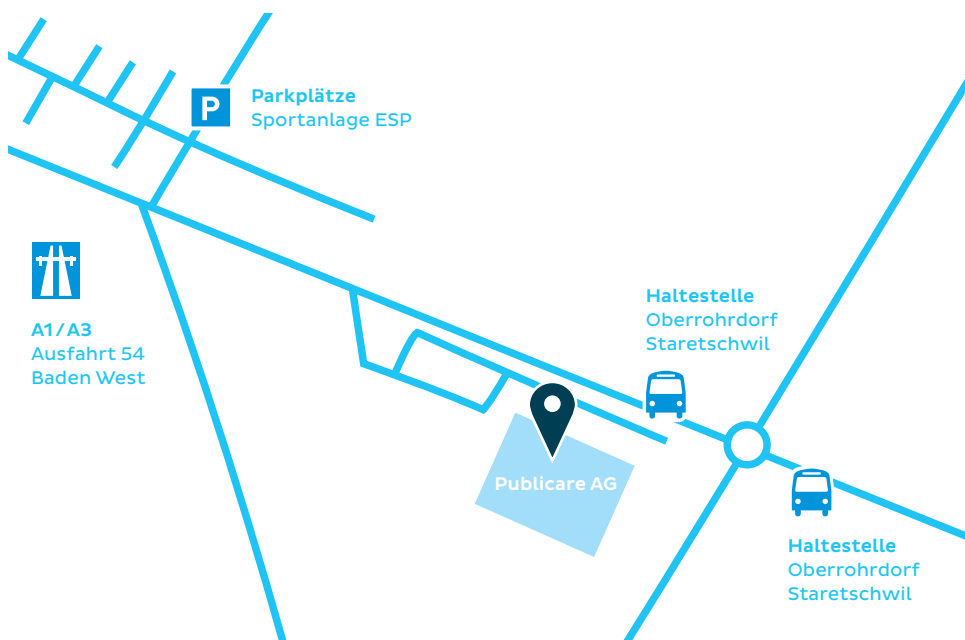 P
Parkplätze
Sportanlage ESP
A1/A3
Ausfahrt 54
Baden West
Haltestelle
Oberrohrdorf
Staretschwil
Publicare AG
Haltestelle
Oberrohrdorf
Staretschwil